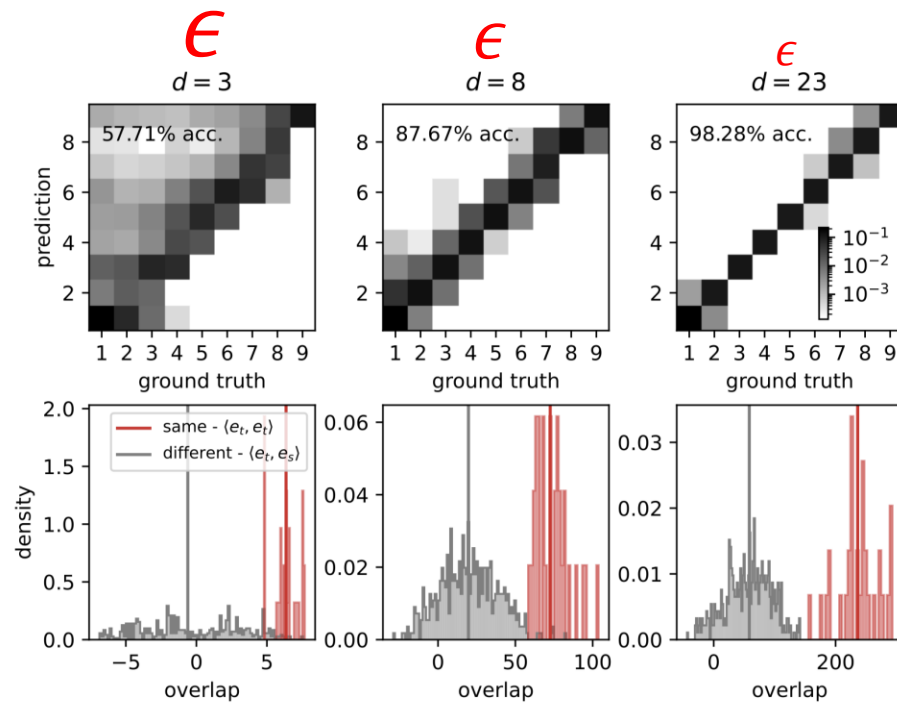 ϵ ϵ ϵ
d = 3 d = 8 d = 23
57.71% acc. 87.67% acc. 98.28% acc.
prediction
8
6
4
2
8
6
4
2
8
6
4
2
10⁻¹
10⁻²
10⁻³
1 2 3 4 5 6 7 8 9 1 2 3 4 5 6 7 8 9 1 2 3 4 5 6 7 8 9
ground truth ground truth ground truth
density
2.0
1.5
1.0
0.5
0.0
same - ⟨e_t, e_t⟩
different - ⟨e_t, e_s⟩
0.06
0.04
0.02
0.00
0.03
0.02
0.01
0.00
−5 0 5 0 50 100 0 200
overlap overlap overlap